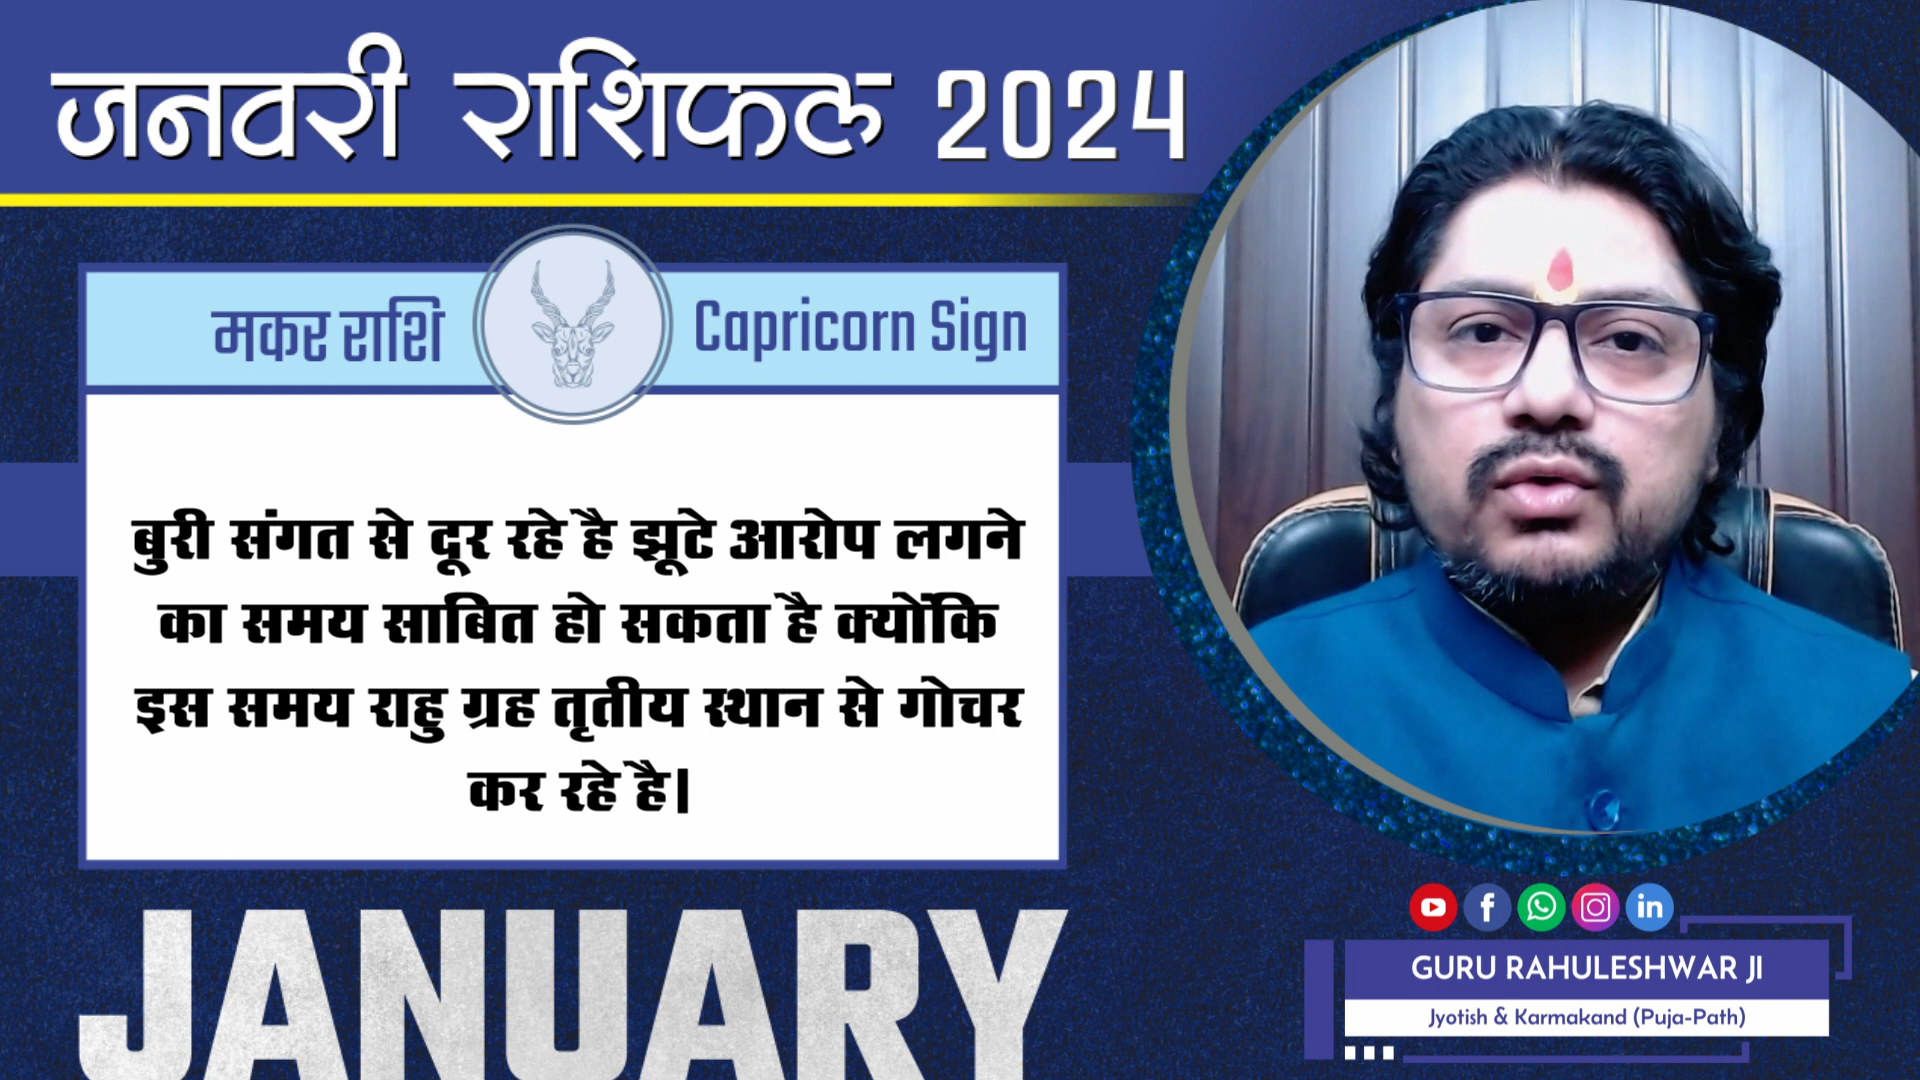 जनवरी राशिफल 2024
मकर राशि
Capricorn Sign
बुरी संगत से दूर रहे है झूटे आरोप लगने
का समय साबित हो सकता है क्योंकि
इस समय राहु ग्रह तृतीय स्थान से गोचर
कर रहे है।
JANUARY
GURU RAHULESHWAR JI
Jyotish & Karmakand (Puja-Path)